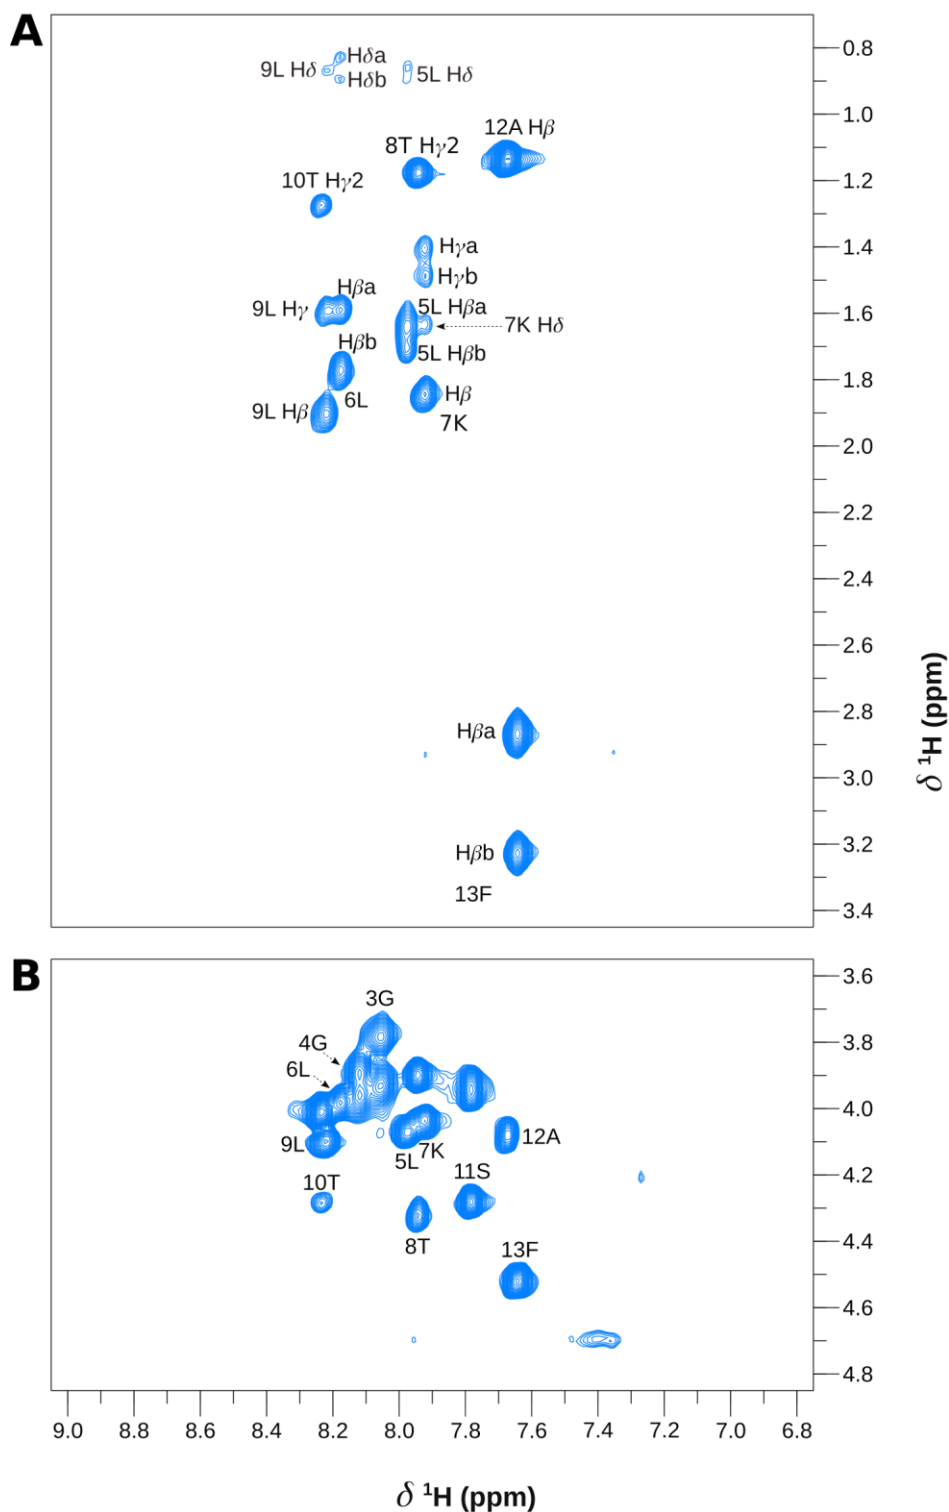 A
0.8
Hδa
9L Hδ
Hδb
5L Hδ
1.0
12A Hβ
8T Hγ2
1.2
10T Hγ2
1.4
Hγa
Hγb
Hβa
5L Hβa
9L Hγ
1.6
7K Hδ
Hβb
5L Hβb
1.8
6L
Hβ
9L Hβ
7K
2.0
2.2
2.4
2.6
2.8
Hβa
3.0
3.2
Hβb
13F
3.4
δ ¹H (ppm)
B
3.6
3G
3.8
4G
6L
4.0
9L
5L
7K
12A
4.2
10T
11S
8T
13F
4.4
4.6
4.8
9.0 8.8 8.6 8.4 8.2 8.0 7.8 7.6 7.4 7.2 7.0 6.8
δ ¹H (ppm)